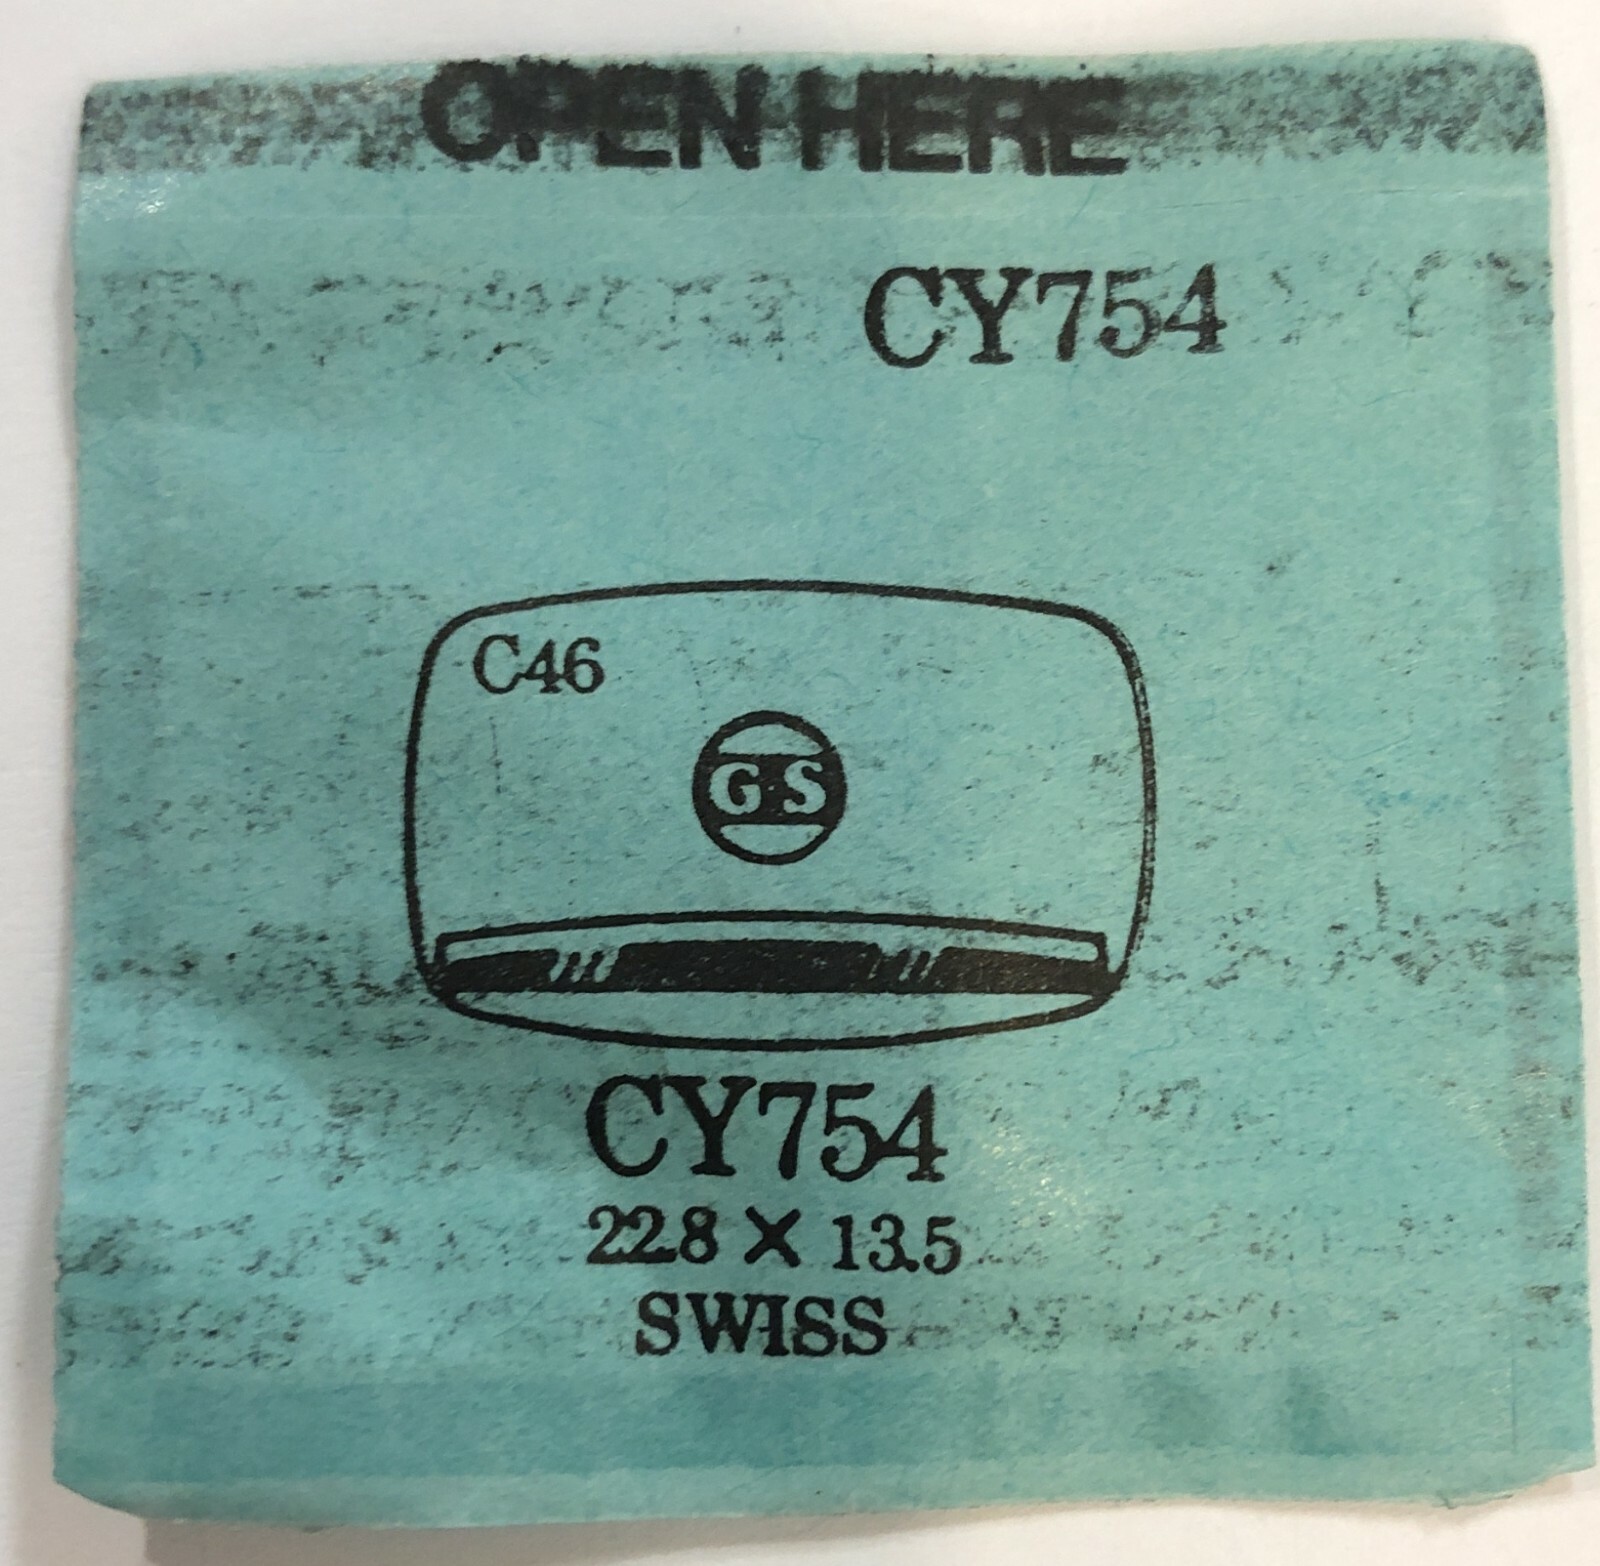 OPEN HERE
CY754
C46
GS
CY754
22.8 X 13.5
SWISS